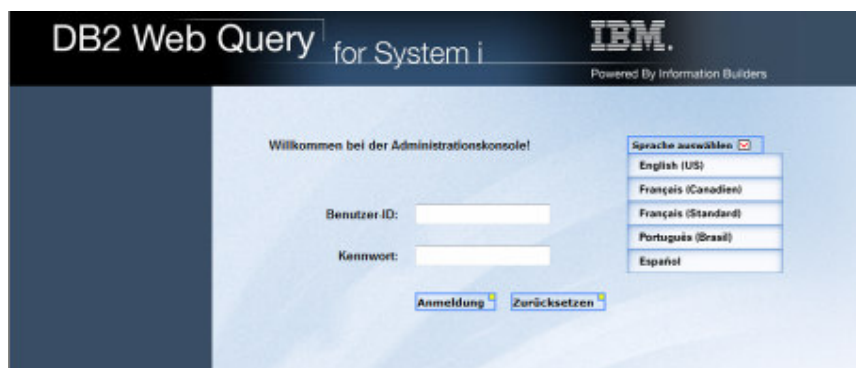 DB2 Web Query for System i
IBM.
Powered By Information Builders
Willkommen bei der Administrationskonsole!
Sprache auswählen
English (US)
Français (Canadien)
Français (Standard)
Português (Brasil)
Español
Benutzer-ID:
Kennwort:
Anmeldung
Zurücksetzen